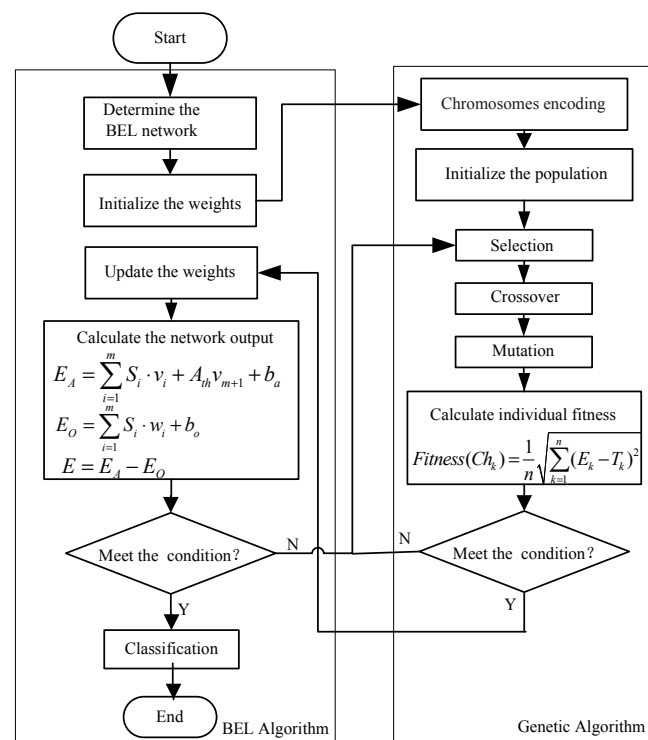 Start
Determine the
BEL network
Initialize the weights
Update the weights
Calculate the network output
E_A = \sum_{i=1}^{m} S_i · v_i + A_{th} v_{m+1} + b_a
E_O = \sum_{i=1}^{m} S_i · w_i + b_o
E = E_A − E_O
Meet the condition?
N
Y
Classification
End
BEL Algorithm
Chromosomes encoding
Initialize the population
Selection
Crossover
Mutation
Calculate individual fitness
Fitness(Ch_k) = \frac{1}{n} \sqrt{\sum_{k=1}^{n} (E_k − T_k)^2}
N
Meet the condition?
Y
Genetic Algorithm